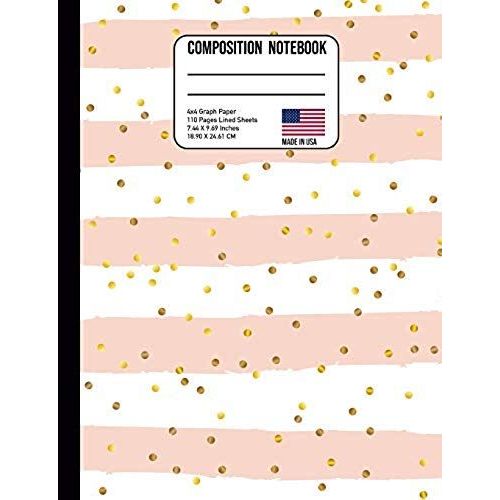 COMPOSITION NOTEBOOK
4x4 Graph Paper
110 Pages Lined Sheets
7.44 X 9.69 Inches
18.90 X 24.61 CM
MADE IN USA